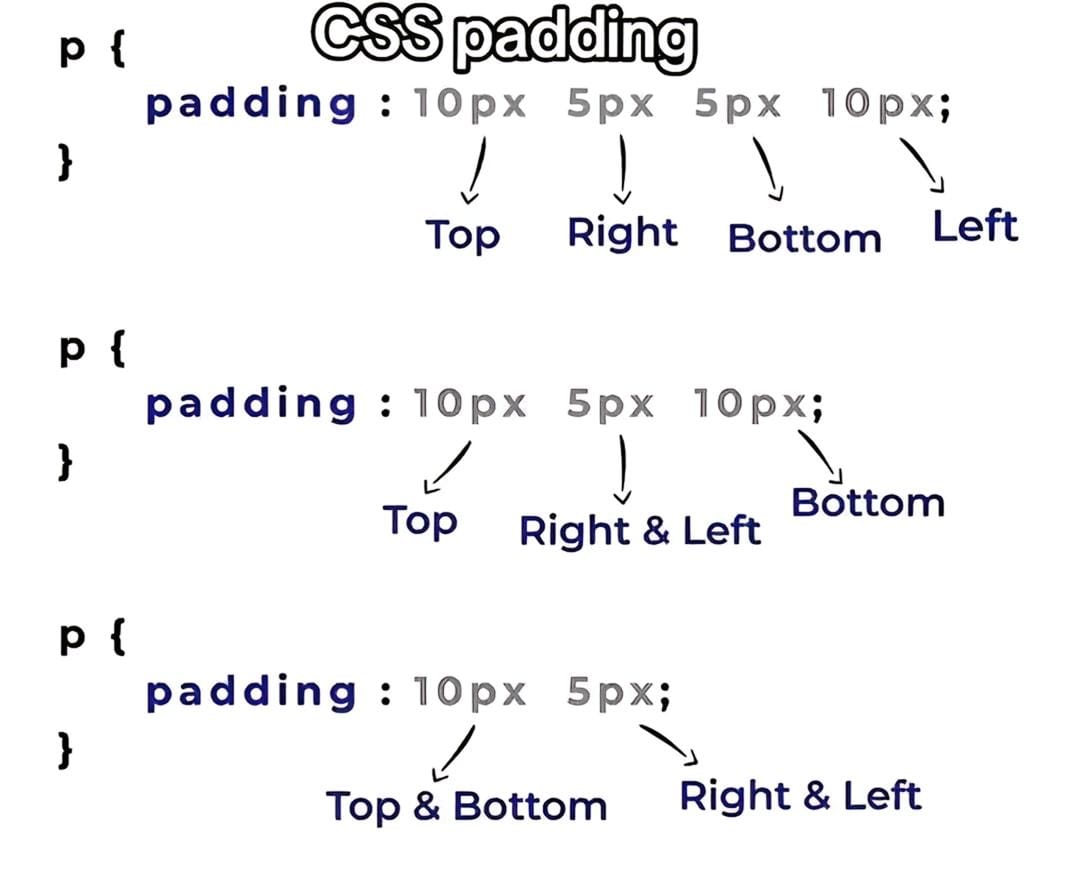 CSS padding
p {
padding : 10px 5px 5px 10px;
}
Top Right Bottom Left
p {
padding : 10px 5px 10px;
}
Top Right & Left Bottom
p {
padding : 10px 5px;
}
Top & Bottom Right & Left